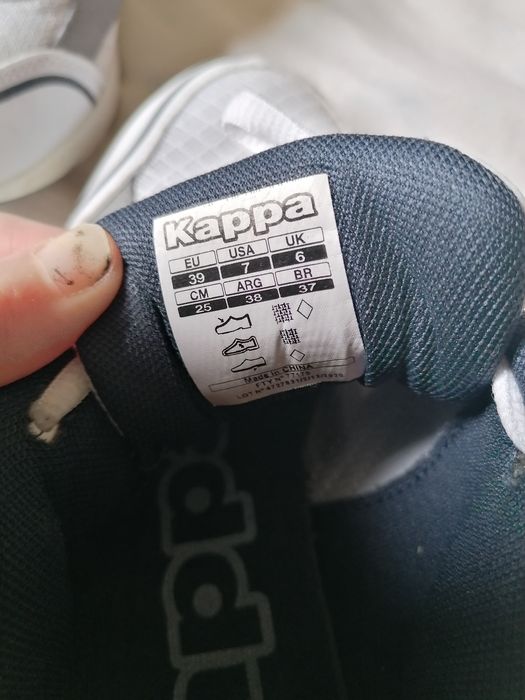 Kappa
EU USA UK
39 7 6
CM ARG BR
25 38 37
Made in CHINA